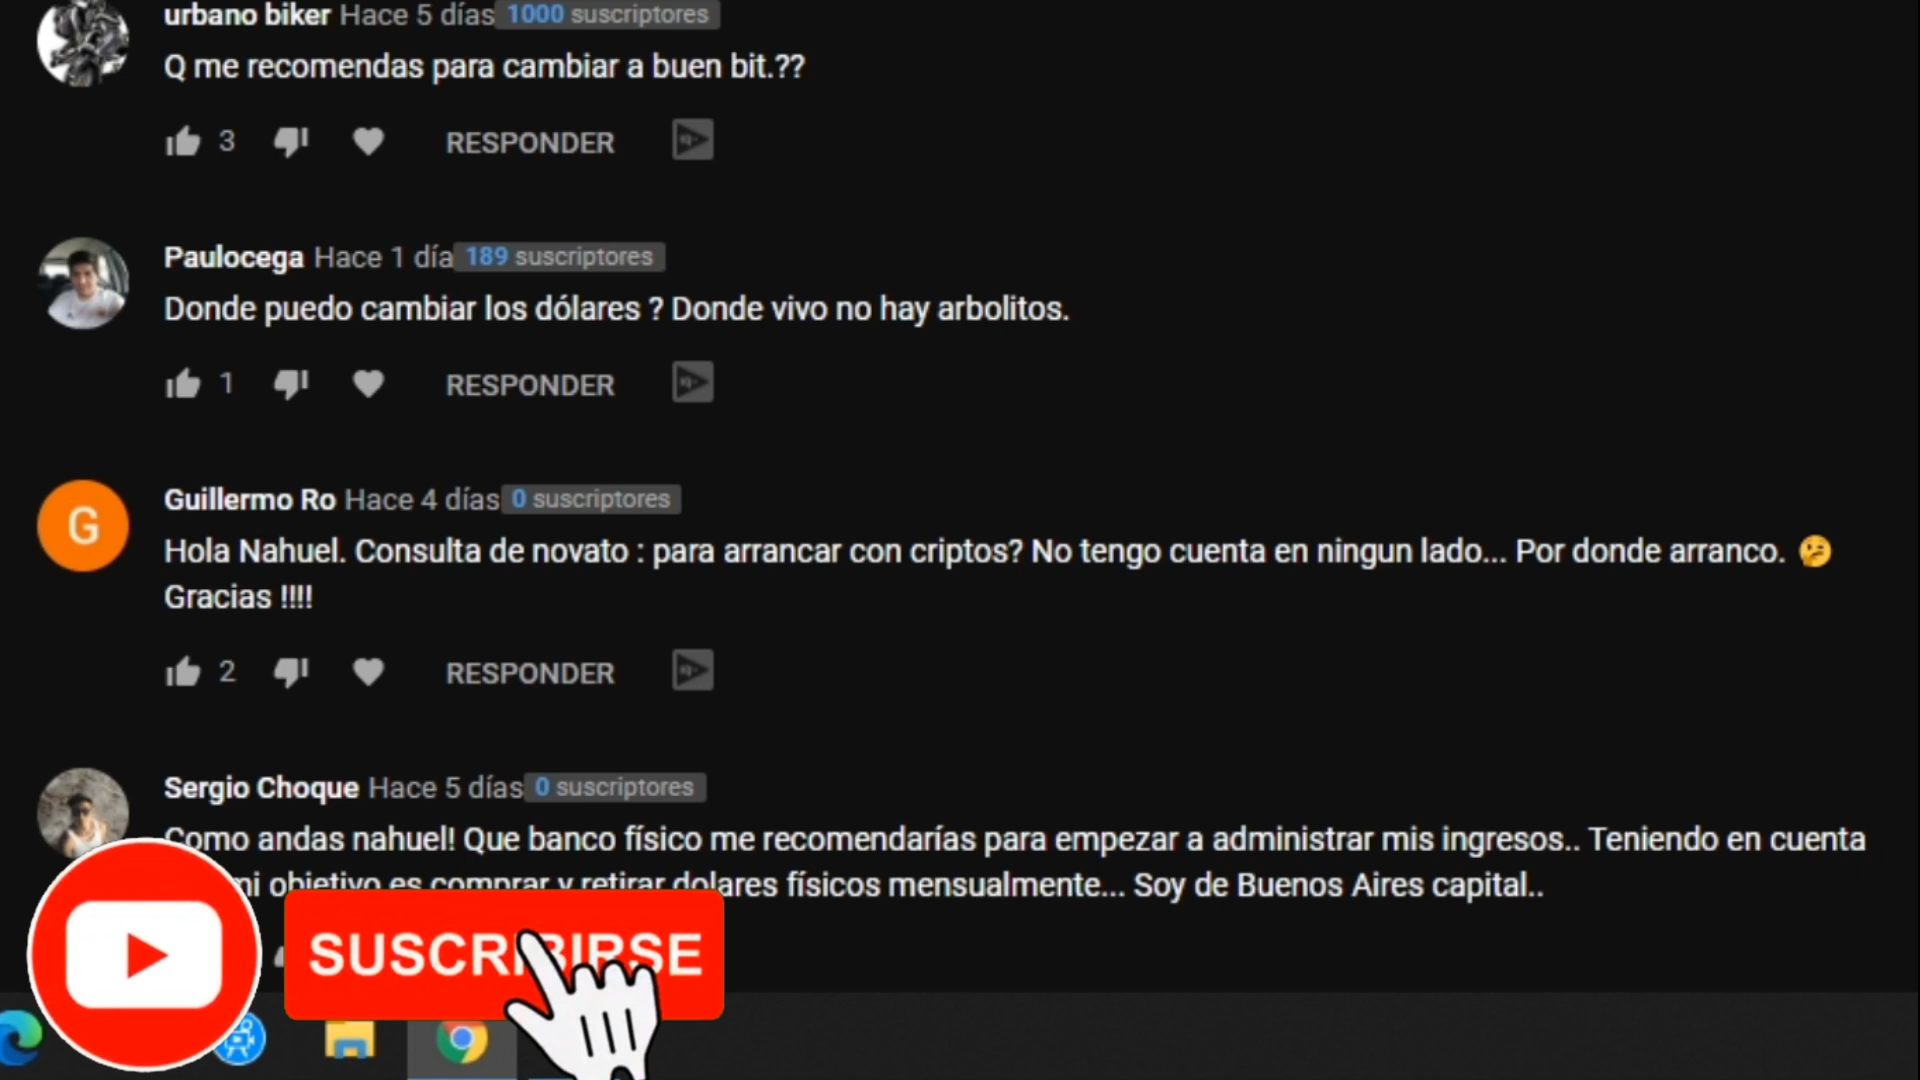 urbano biker Hace 5 días 1000 suscriptores
Q me recomendas para cambiar a buen bit.??
3 RESPONDER
Paulocega Hace 1 día 189 suscriptores
Donde puedo cambiar los dólares ? Donde vivo no hay arbolitos.
1 RESPONDER
G
Guillermo Ro Hace 4 días 0 suscriptores
Hola Nahuel. Consulta de novato : para arrancar con criptos? No tengo cuenta en ningun lado... Por donde arranco. 🤔
Gracias !!!!
2 RESPONDER
Sergio Choque Hace 5 días 0 suscriptores
Como andas nahuel! Que banco físico me recomendarías para empezar a administrar mis ingresos.. Teniendo en cuenta
mi objetivo es comprar y retirar dolares físicos mensualmente... Soy de Buenos Aires capital..
SUSCRIBIRSE